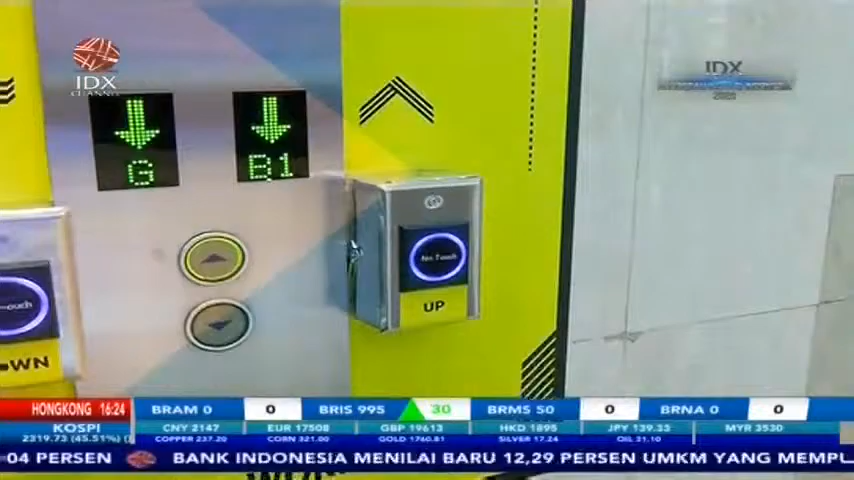 IDX
CHANNEL
IDX
G
B1
No Touch
UP
WN
HONGKONG 16:24
BRAM 0 0 BRIS 995 30 BRMS 50 0 BRNA 0 0
KOSPI
CNY 2147 EUR 17508 GBP 19613 HKD 1895 JPY 139.33 MYR 3530
2319.73 (45.51%)
COPPER 237.20 CORN 321.00 GOLD 1760.81 SILVER 17.24 OIL 31.10
04 PERSEN BANK INDONESIA MENILAI BARU 12,29 PERSEN UMKM YANG MEMPL